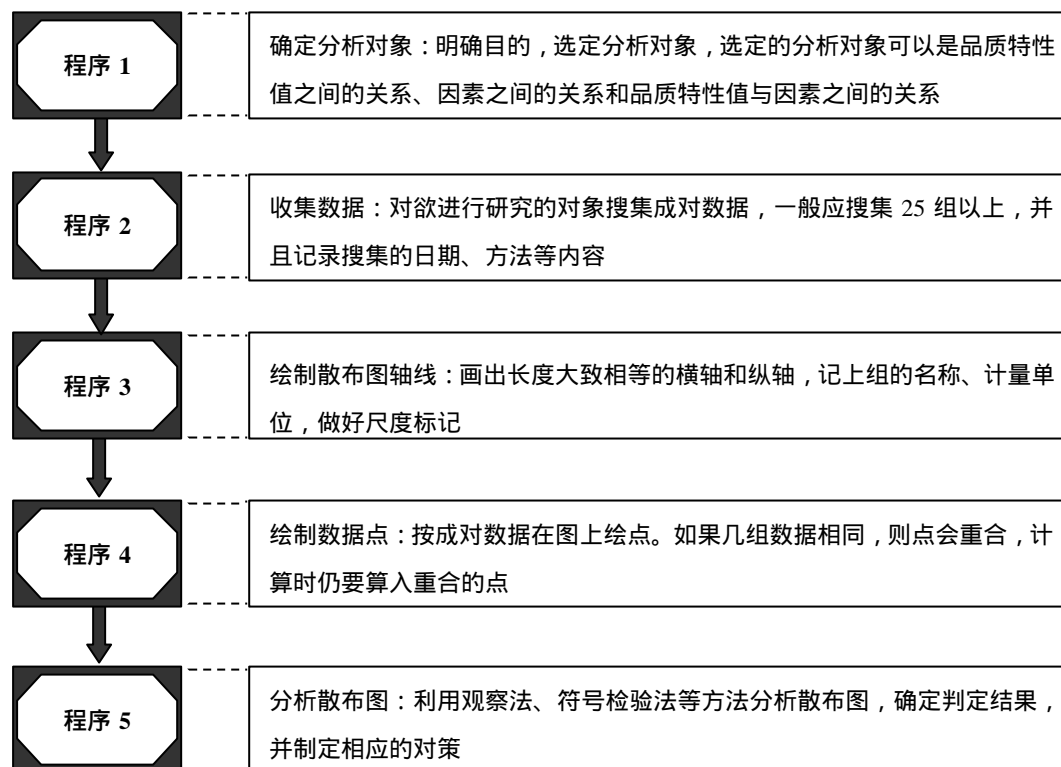 程序 1
确定分析对象：明确目的，选定分析对象，选定的分析对象可以是品质特性
值之间的关系、因素之间的关系和品质特性值与因素之间的关系
程序 2
收集数据：对欲进行研究的对象搜集成对数据，一般应搜集 25 组以上，并
且记录搜集的日期、方法等内容
程序 3
绘制散布图轴线：画出长度大致相等的横轴和纵轴，记上组的名称、计量单
位，做好尺度标记
程序 4
绘制数据点：按成对数据在图上绘点。如果几组数据相同，则点会重合，计
算时仍要算入重合的点
程序 5
分析散布图：利用观察法、符号检验法等方法分析散布图，确定判定结果，
并制定相应的对策